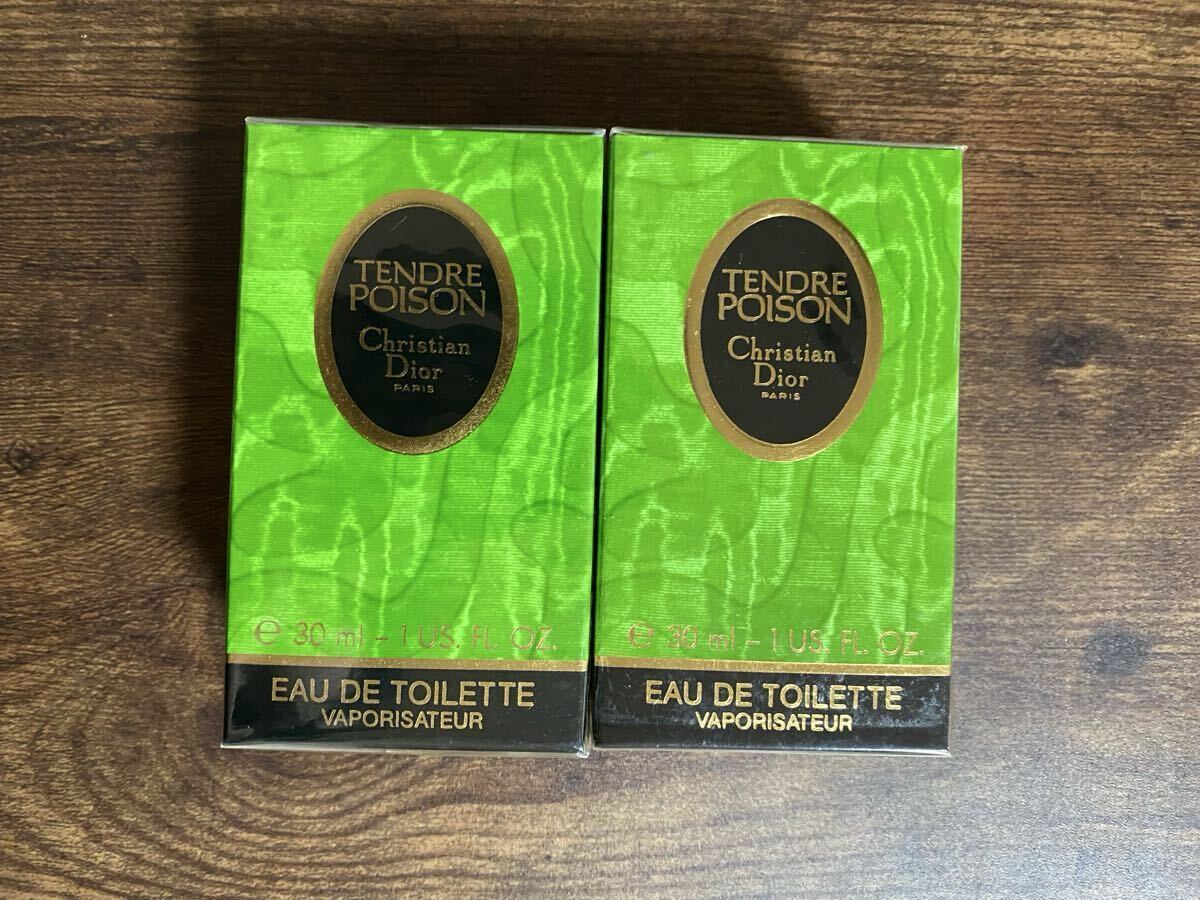 TENDRE
POISON
Christian
Dior
PARIS
e 30 ml - 1 US. FL. OZ.
EAU DE TOILETTE
VAPORISATEUR
TENDRE
POISON
Christian
Dior
PARIS
e 30 ml - 1 US. FL. OZ.
EAU DE TOILETTE
VAPORISATEUR